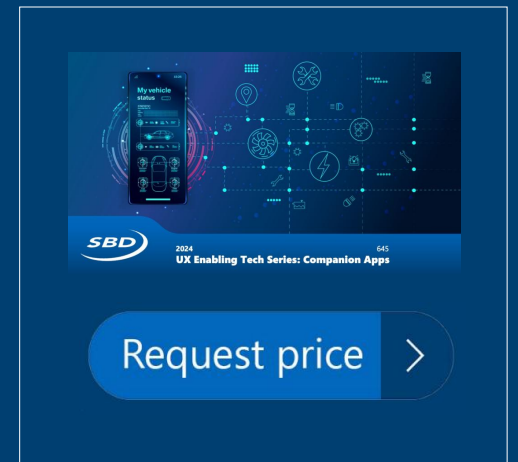 My vehicle
status
SBD
2024
645
UX Enabling Tech Series: Companion Apps
Request price